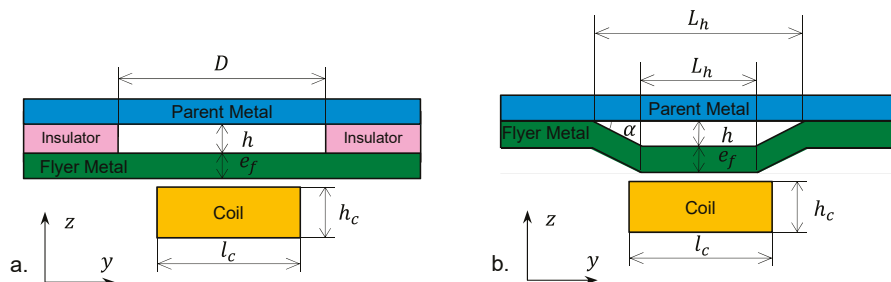 D
Parent Metal
Insulator
h
Insulator
Flyer Metal
e_f
Coil
h_c
z
y
l_c
a.
L_h
L_h
Parent Metal
Flyer Metal
α
h
e_f
Coil
h_c
z
y
l_c
b.